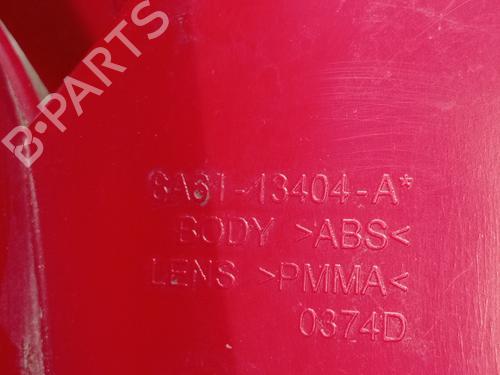 B-PARTS
8A61-13404-A*
BODY >ABS<
LENS >PMMA<
0374D